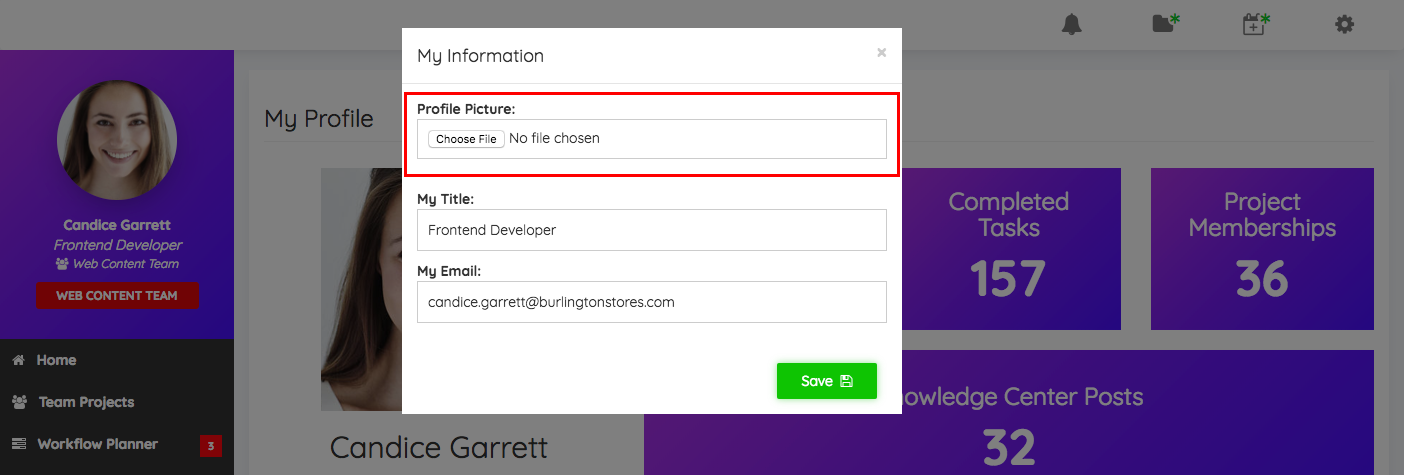 My Information
×
Profile Picture:
Choose File No file chosen
My Title:
Frontend Developer
My Email:
candice.garrett@burlingtonstores.com
Save
Candice Garrett
Frontend Developer
Web Content Team
WEB CONTENT TEAM
Home
Team Projects
Workflow Planner
3
My Profile
Candice Garrett
Completed
Tasks
157
Project
Memberships
36
Center Posts
32